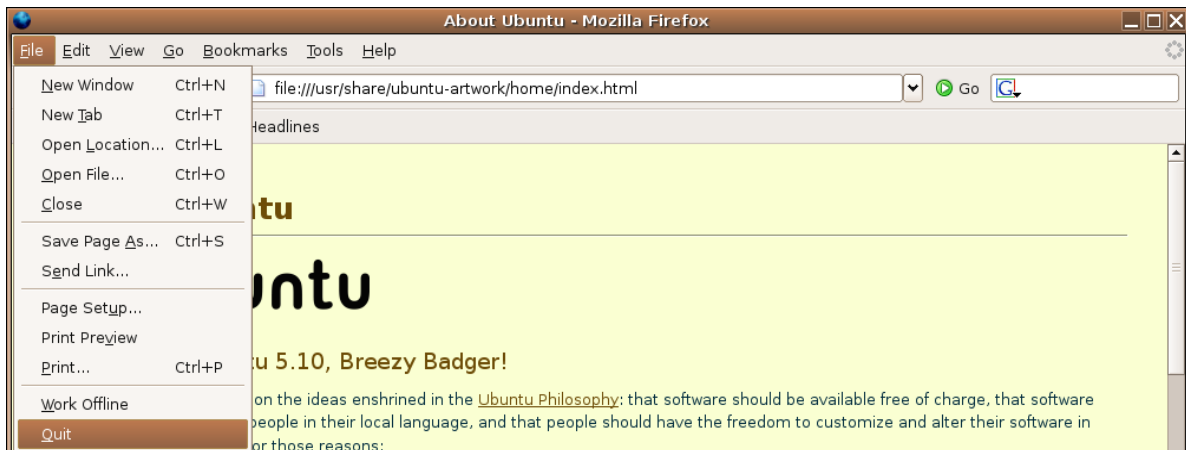 About Ubuntu - Mozilla Firefox
File Edit View Go Bookmarks Tools Help
New Window Ctrl+N
file:///usr/share/ubuntu-artwork/home/index.html
Go
G
New Tab Ctrl+T
Headlines
Open Location... Ctrl+L
Open File... Ctrl+O
Close Ctrl+W
tu
Save Page As... Ctrl+S
Send Link...
untu
Page Setup...
Print Preview
Print... Ctrl+P
tu 5.10, Breezy Badger!
Work Offline
on the ideas enshrined in the Ubuntu Philosophy: that software should be available free of charge, that software
Quit
people in their local language, and that people should have the freedom to customize and alter their software in
or those reasons: